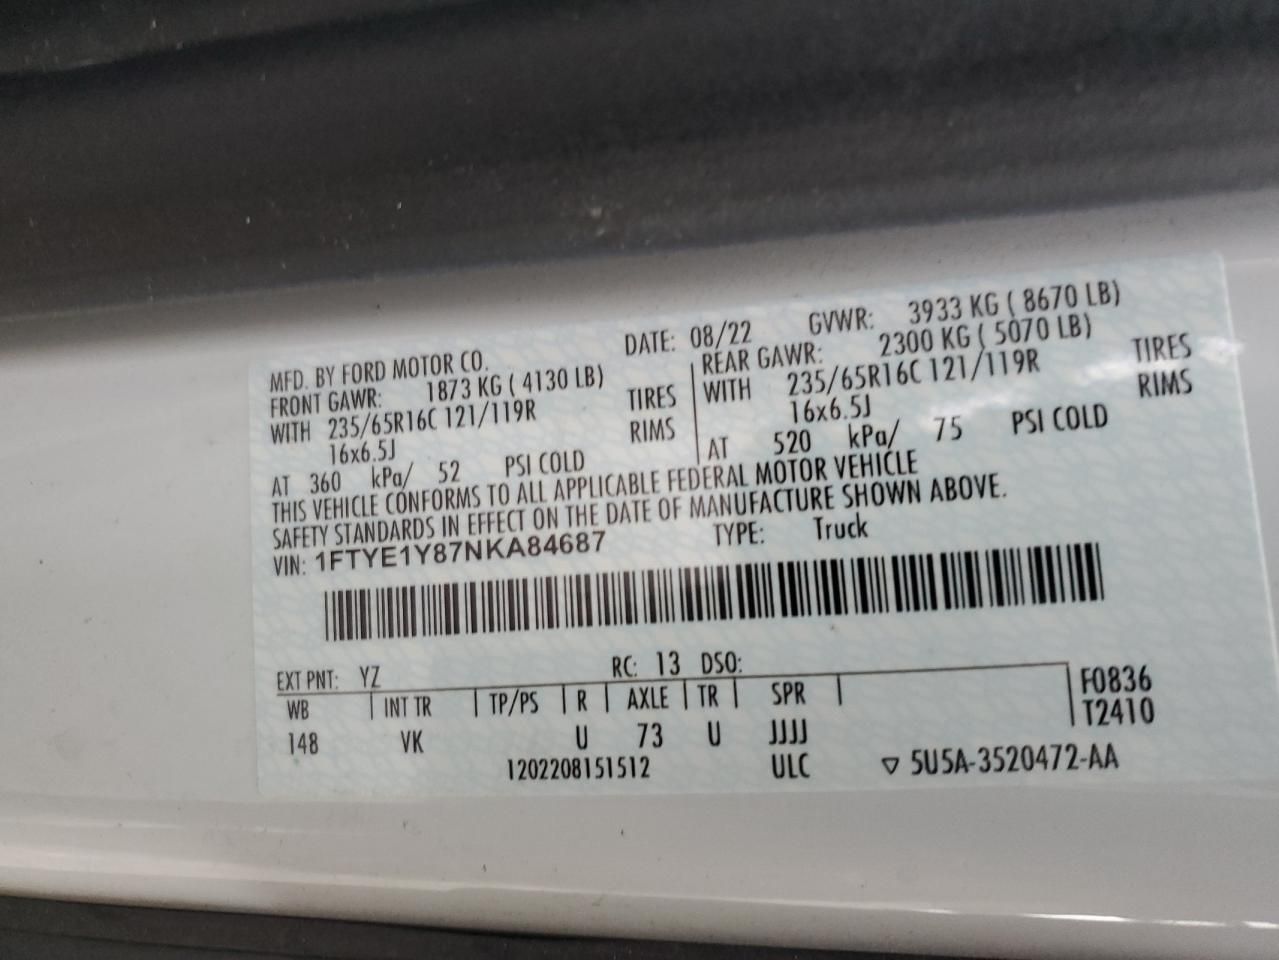 MFD. BY FORD MOTOR CO. DATE: 08/22 GVWR: 3933 KG ( 8670 LB)
FRONT GAWR: 1873 KG ( 4130 LB) REAR GAWR: 2300 KG ( 5070 LB)
WITH 235/65R16C 121/119R TIRES WITH 235/65R16C 121/119R TIRES
16x6.5J RIMS 16x6.5J RIMS
AT 360 kPa/ 52 PSI COLD AT 520 kPa/ 75 PSI COLD
THIS VEHICLE CONFORMS TO ALL APPLICABLE FEDERAL MOTOR VEHICLE
SAFETY STANDARDS IN EFFECT ON THE DATE OF MANUFACTURE SHOWN ABOVE.
VIN: 1FTYE1Y87NKA84687 TYPE: Truck
EXT PNT: YZ RC: 13 DSO:
WB INT TR TP/PS R AXLE TR SPR F0836
148 VK U 73 U JJJJ T2410
1202208151512 ULC ▽ 5U5A-3520472-AA